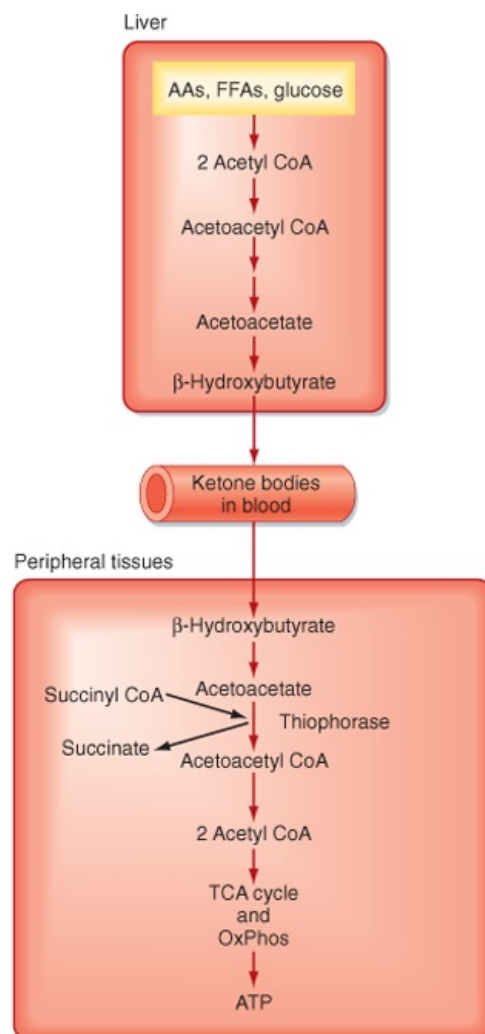 Liver
AAs, FFAs, glucose
2 Acetyl CoA
Acetoacetyl CoA
Acetoacetate
β-Hydroxybutyrate
Ketone bodies
in blood
Peripheral tissues
β-Hydroxybutyrate
Acetoacetate
Succinyl CoA
Thiophorase
Succinate
Acetoacetyl CoA
2 Acetyl CoA
TCA cycle
and
OxPhos
ATP